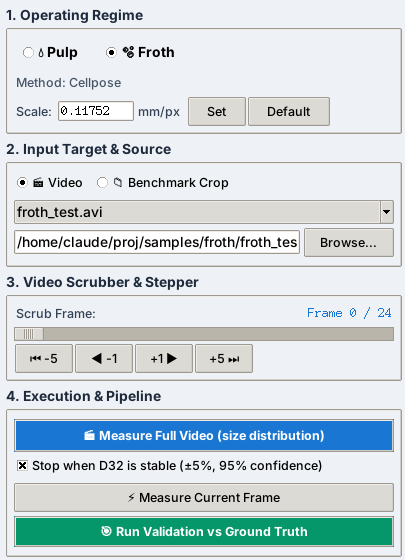 1. Operating Regime
Pulp Froth
Method: Cellpose
Scale: 0.11752 mm/px Set Default
2. Input Target & Source
Video Benchmark Crop
froth_test.avi
/home/claude/proj/samples/froth/froth_tes Browse...
3. Video Scrubber & Stepper
Scrub Frame: Frame 0 / 24
⏮ -5 ◀ -1 +1 ▶ +5 ⏭
4. Execution & Pipeline
Measure Full Video (size distribution)
Stop when D32 is stable (±5%, 95% confidence)
⚡ Measure Current Frame
Run Validation vs Ground Truth